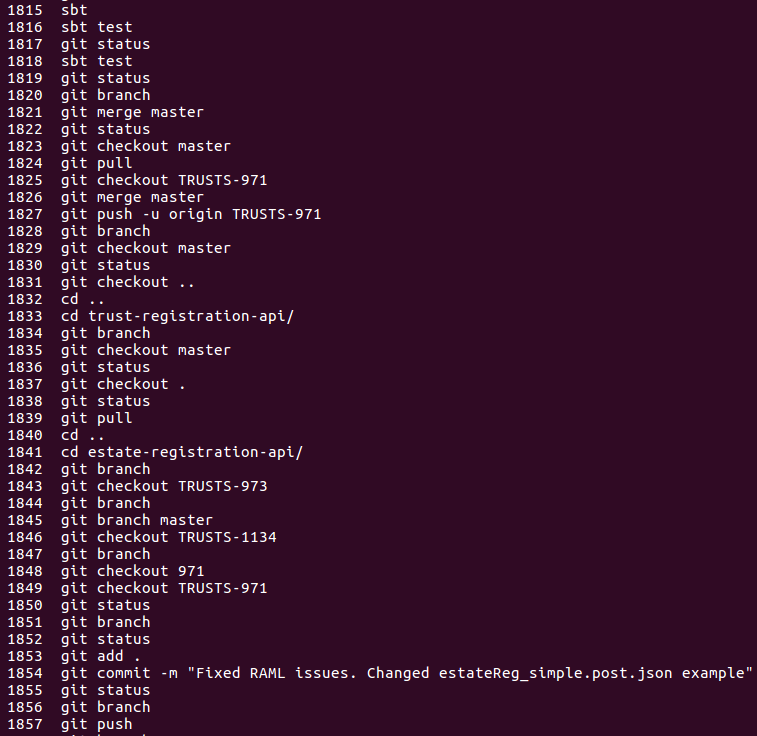 1815 sbt
1816 sbt test
1817 git status
1818 sbt test
1819 git status
1820 git branch
1821 git merge master
1822 git status
1823 git checkout master
1824 git pull
1825 git checkout TRUSTS-971
1826 git merge master
1827 git push -u origin TRUSTS-971
1828 git branch
1829 git checkout master
1830 git status
1831 git checkout ..
1832 cd ..
1833 cd trust-registration-api/
1834 git branch
1835 git checkout master
1836 git status
1837 git checkout .
1838 git status
1839 git pull
1840 cd ..
1841 cd estate-registration-api/
1842 git branch
1843 git checkout TRUSTS-973
1844 git branch
1845 git branch master
1846 git checkout TRUSTS-1134
1847 git branch
1848 git checkout 971
1849 git checkout TRUSTS-971
1850 git status
1851 git branch
1852 git status
1853 git add .
1854 git commit -m "Fixed RAML issues. Changed estateReg_simple.post.json example"
1855 git status
1856 git branch
1857 git push